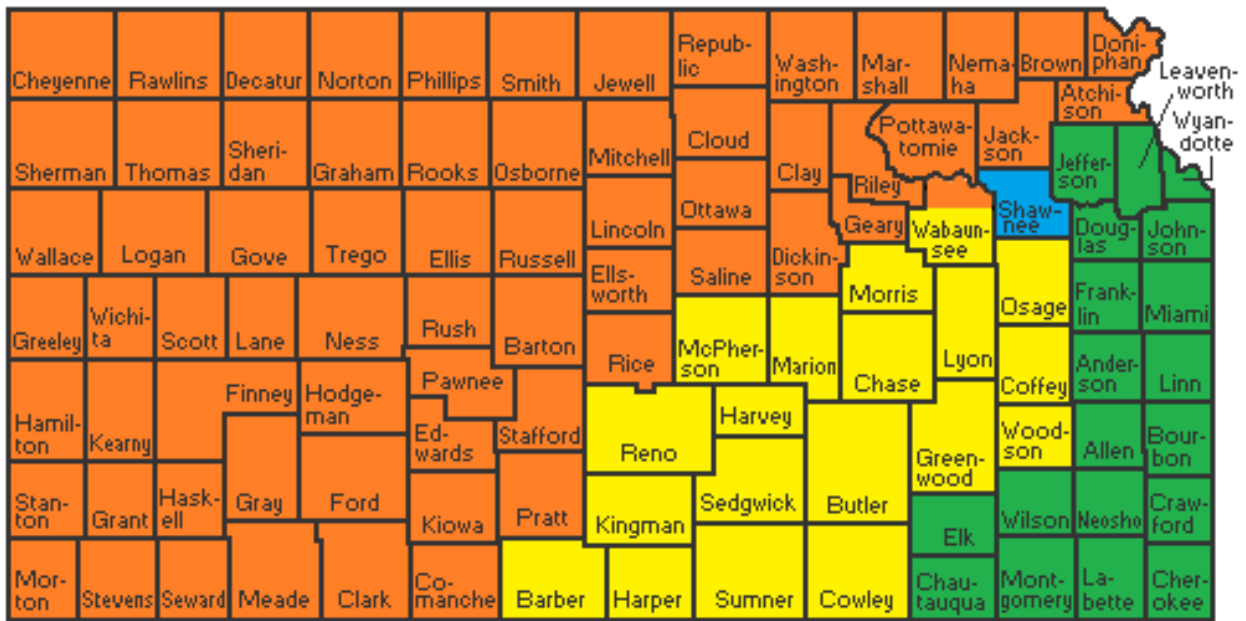 Cheyenne
Rawlins
Decatur
Norton
Phillips
Smith
Jewell
Repub-
lic
Wash-
ington
Mar-
shall
Nema-
ha
Brown
Doni-
phan
Leaven-
worth
Atchi-
son
Wyan-
dotte
Sherman
Thomas
Sheri-
dan
Graham
Rooks
Osborne
Mitchell
Cloud
Clay
Pottawa-
tomie
Riley
Jack-
son
Jeffer-
son
Shaw-
nee
Wallace
Logan
Gove
Trego
Ellis
Russell
Lincoln
Ottawa
Ells-
worth
Saline
Dickin-
son
Geary
Wabaun-
see
Morris
Doug-
las
John-
son
Greeley
Wichi-
ta
Scott
Lane
Ness
Rush
Barton
Rice
McPher-
son
Marion
Chase
Lyon
Osage
Coffey
Frank-
lin
Miami
Ander-
son
Linn
Hamil-
ton
Kearny
Finney
Hodge-
man
Pawnee
Ed-
wards
Stafford
Reno
Harvey
Sedgwick
Butler
Green-
wood
Wood-
son
Allen
Bour-
bon
Stan-
ton
Grant
Hask-
ell
Gray
Ford
Kiowa
Pratt
Kingman
Elk
Wilson
Neosho
Craw-
ford
Mor-
ton
Stevens
Seward
Meade
Clark
Co-
manche
Barber
Harper
Sumner
Cowley
Chau-
tauqua
Mont-
gomery
La-
bette
Cher-
okee